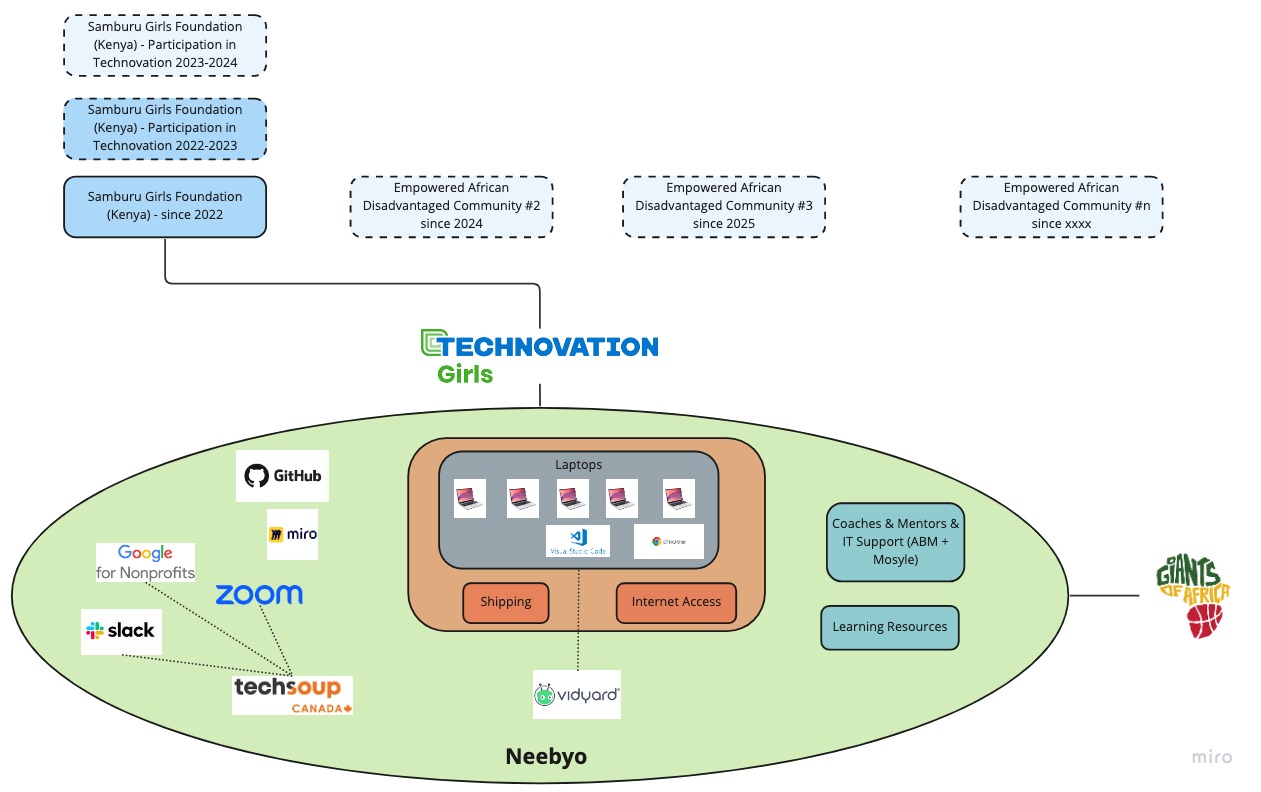 Samburu Girls Foundation
(Kenya) - Participation in
Technovation 2023-2024
Samburu Girls Foundation
(Kenya) - Participation in
Technovation 2022-2023
Samburu Girls Foundation
(Kenya) - since 2022
Empowered African
Disadvantaged Community #2
since 2024
Empowered African
Disadvantaged Community #3
since 2025
Empowered African
Disadvantaged Community #n
since xxxx
TECHNOVATION
Girls
GitHub
miro
Google
for Nonprofits
zoom
slack
techsoup
CANADA
Laptops
Visual Studio Code
chrome
Shipping
Internet Access
vidyard
Coaches & Mentors &
IT Support (ABM +
Mosyle)
Learning Resources
GIANTS
OF AFRICA
Neebyo
miro